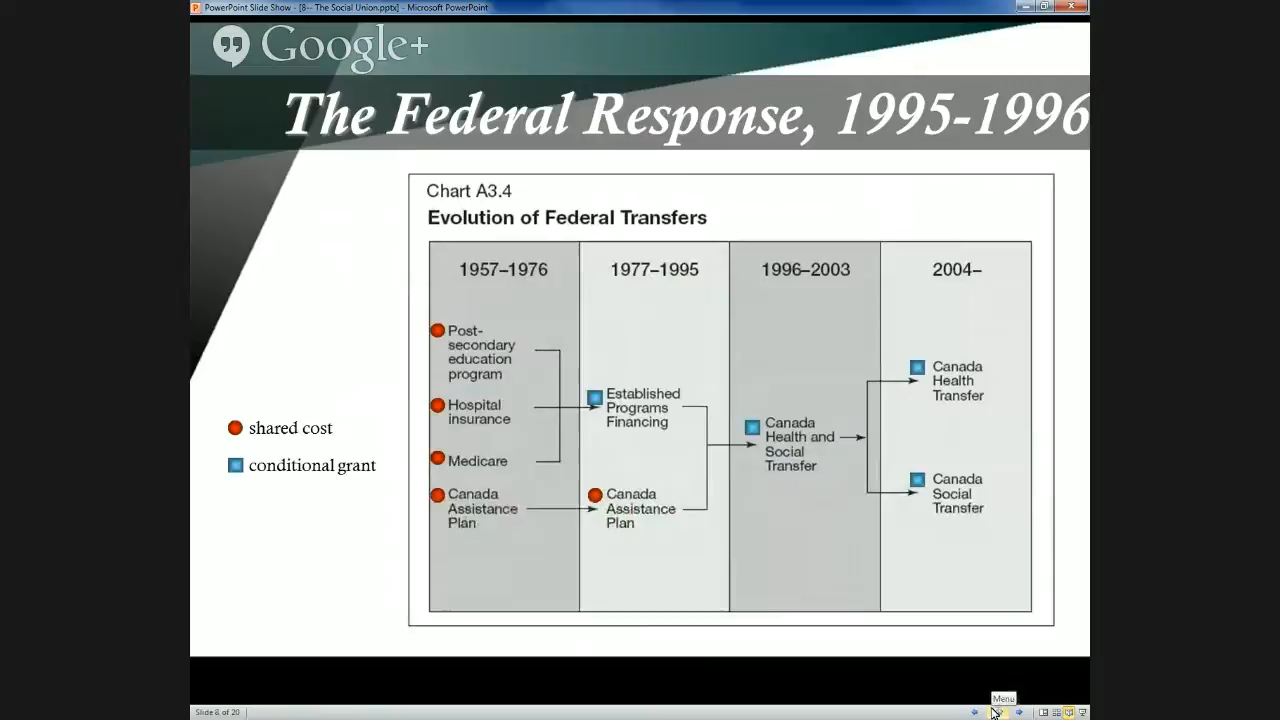 PowerPoint Slide Show - [8-- The Social Union.pptx] - Microsoft PowerPoint
Google+
The Federal Response, 1995-1996
Chart A3.4
Evolution of Federal Transfers
1957–1976
1977–1995
1996–2003
2004–
Post-
secondary
education
program
Hospital
insurance
Medicare
Canada
Assistance
Plan
Established
Programs
Financing
Canada
Assistance
Plan
Canada
Health and
Social
Transfer
Canada
Health
Transfer
Canada
Social
Transfer
shared cost
conditional grant
Menu
Slide 8 of 20